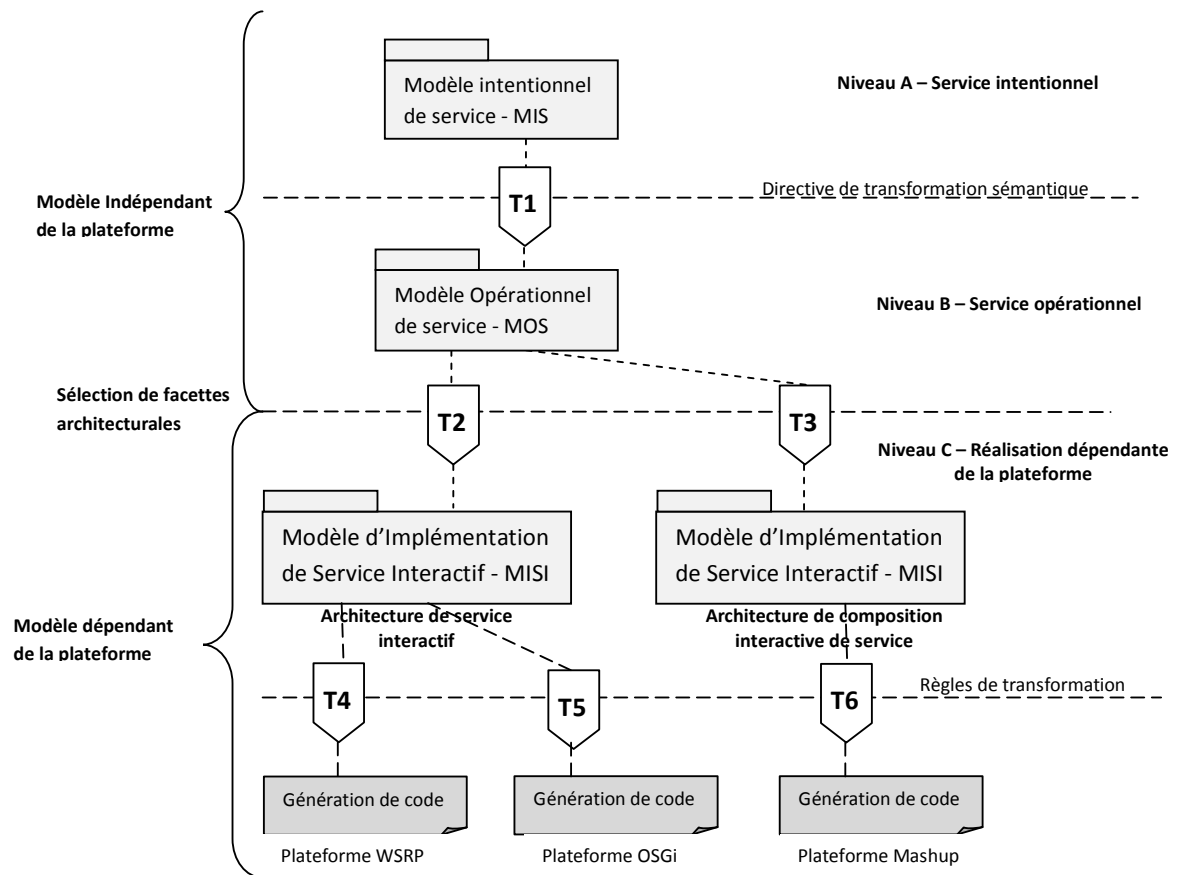 Modèle intentionnel
de service - MIS
Niveau A – Service intentionnel
T1
Directive de transformation sémantique
Modèle Indépendant
de la plateforme
Modèle Opérationnel
de service - MOS
Niveau B – Service opérationnel
Sélection de facettes
architecturales
T2
T3
Niveau C – Réalisation dépendante
de la plateforme
Modèle d'Implémentation
de Service Interactif - MISI
Modèle d'Implémentation
de Service Interactif - MISI
Architecture de service
interactif
Architecture de composition
interactive de service
Modèle dépendant
de la plateforme
T4
T5
T6
Règles de transformation
Génération de code
Génération de code
Génération de code
Plateforme WSRP
Plateforme OSGi
Plateforme Mashup